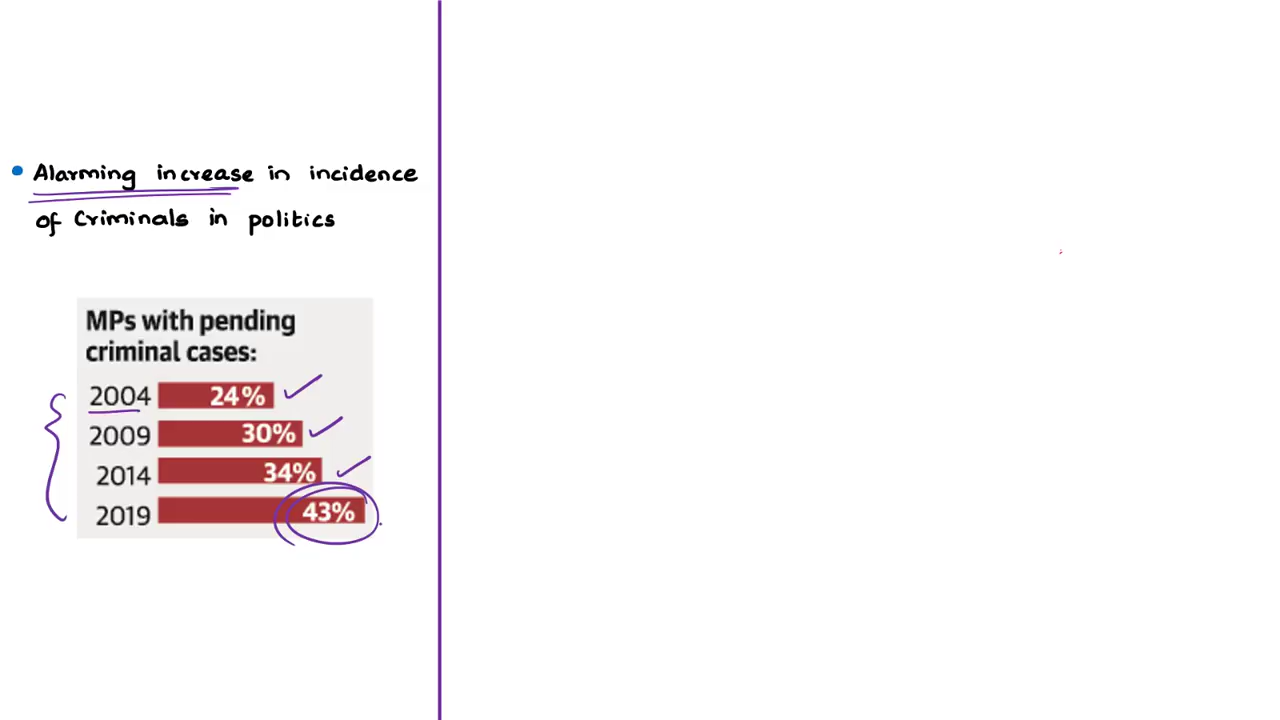 Alarming increase in incidence
of Criminals in politics
MPs with pending
criminal cases:
2004 24%
2009 30%
2014 34%
2019 43%